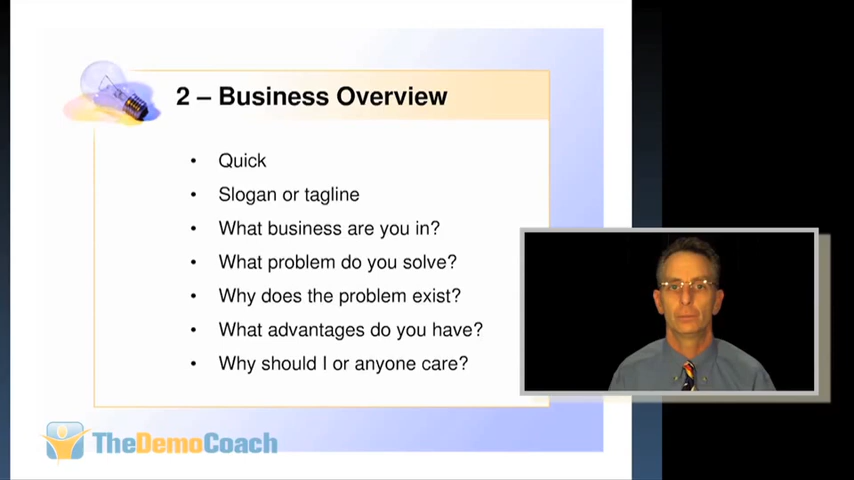 2 – Business Overview
• Quick
• Slogan or tagline
• What business are you in?
• What problem do you solve?
• Why does the problem exist?
• What advantages do you have?
• Why should I or anyone care?
TheDemoCoach